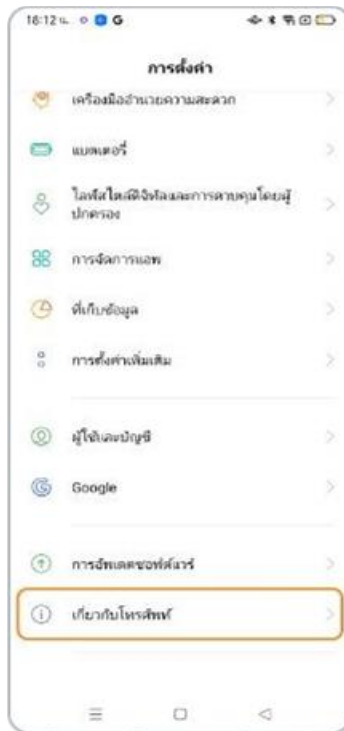 18:12 น. G
การตั้งค่า
เครื่องมืออำนวยความสะดวก
แบตเตอรี่
ไลฟ์สไตล์ดิจิทัลและการควบคุมโดยผู้
ปกครอง
การจัดการแอพ
ที่เก็บข้อมูล
การตั้งค่าเพิ่มเติม
ผู้ใช้และบัญชี
Google
การอัพเดตซอฟต์แวร์
เกี่ยวกับโทรศัพท์